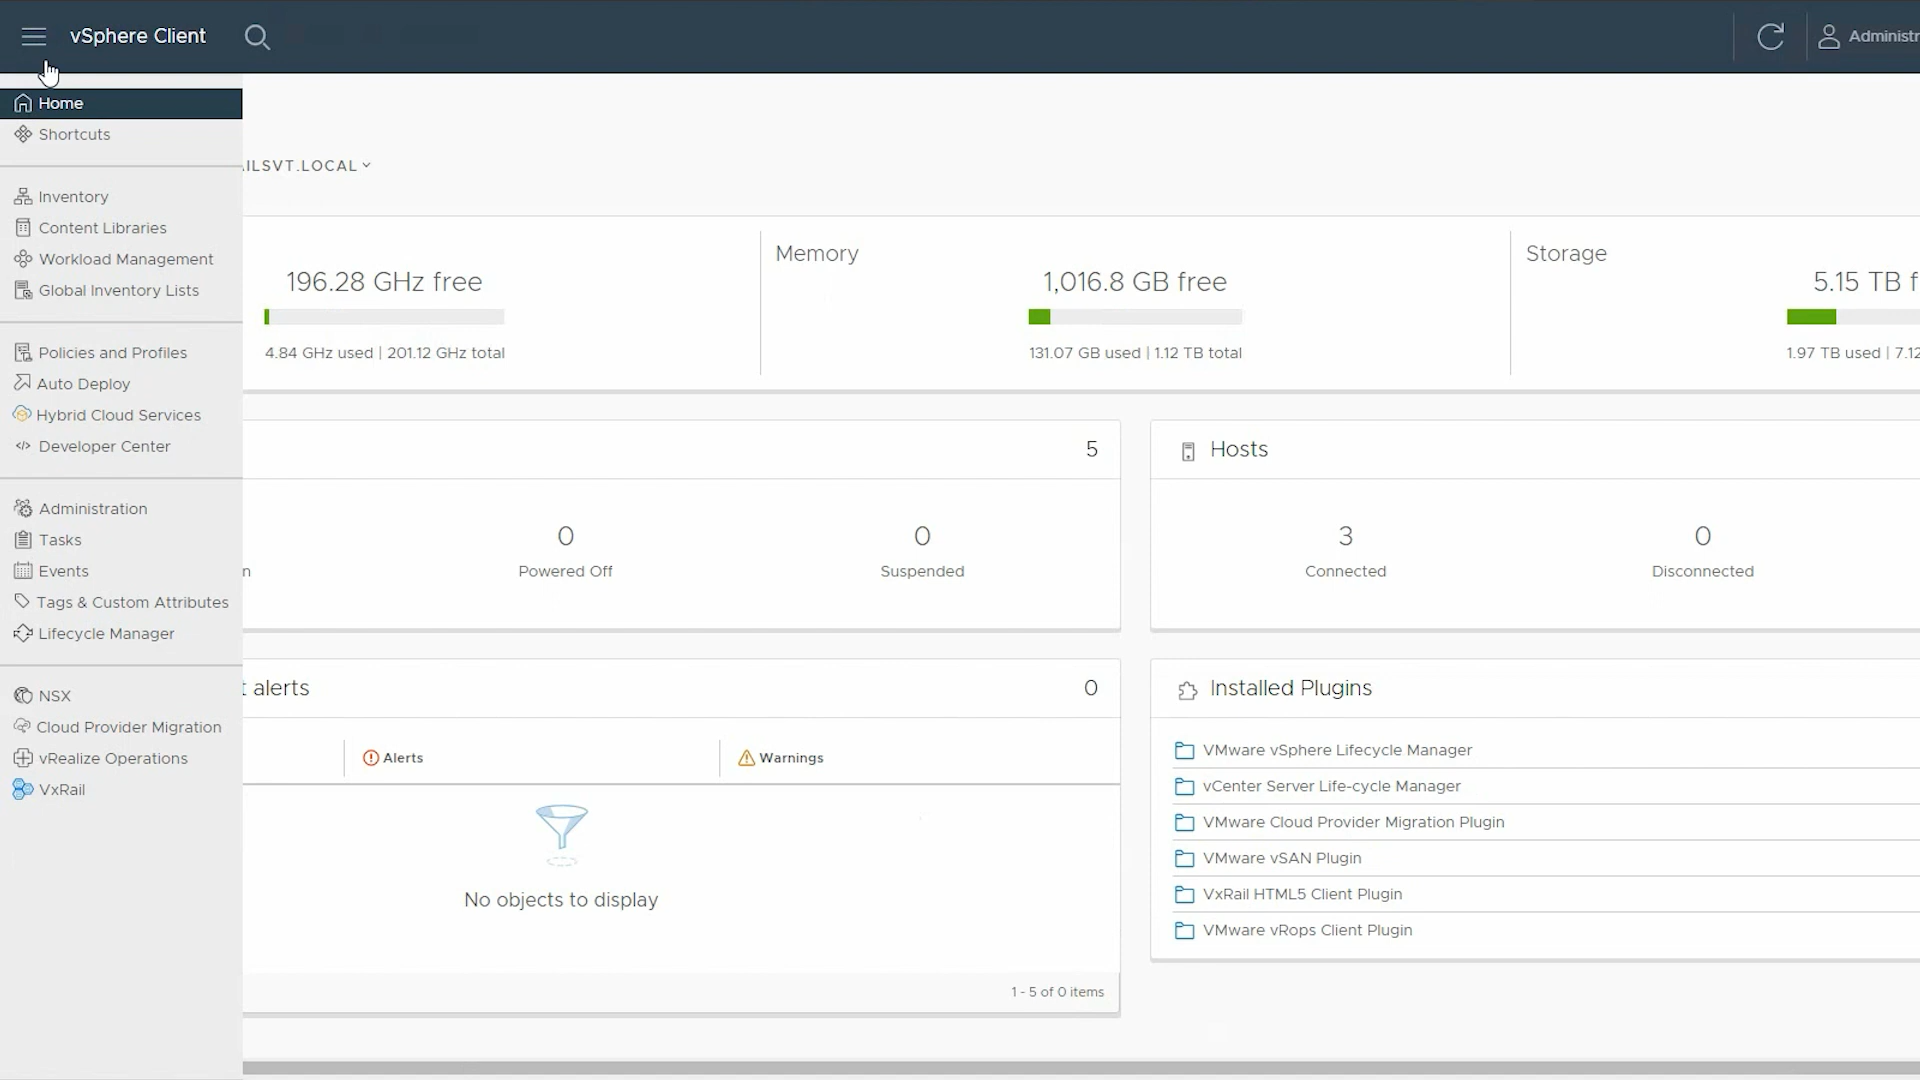 vSphere Client
Administr
Home
Shortcuts
Inventory
Content Libraries
Workload Management
Global Inventory Lists
Policies and Profiles
Auto Deploy
Hybrid Cloud Services
Developer Center
Administration
Tasks
Events
Tags & Custom Attributes
Lifecycle Manager
NSX
Cloud Provider Migration
vRealize Operations
VxRail
ILSVT.LOCAL
196.28 GHz free
4.84 GHz used | 201.12 GHz total
Memory
1,016.8 GB free
131.07 GB used | 1.12 TB total
Storage
5.15 TB f
1.97 TB used | 7.12
5
n
0
Powered Off
0
Suspended
Hosts
3
Connected
0
Disconnected
t alerts
0
Alerts
Warnings
No objects to display
1 - 5 of 0 items
Installed Plugins
VMware vSphere Lifecycle Manager
vCenter Server Life-cycle Manager
VMware Cloud Provider Migration Plugin
VMware vSAN Plugin
VxRail HTML5 Client Plugin
VMware vRops Client Plugin